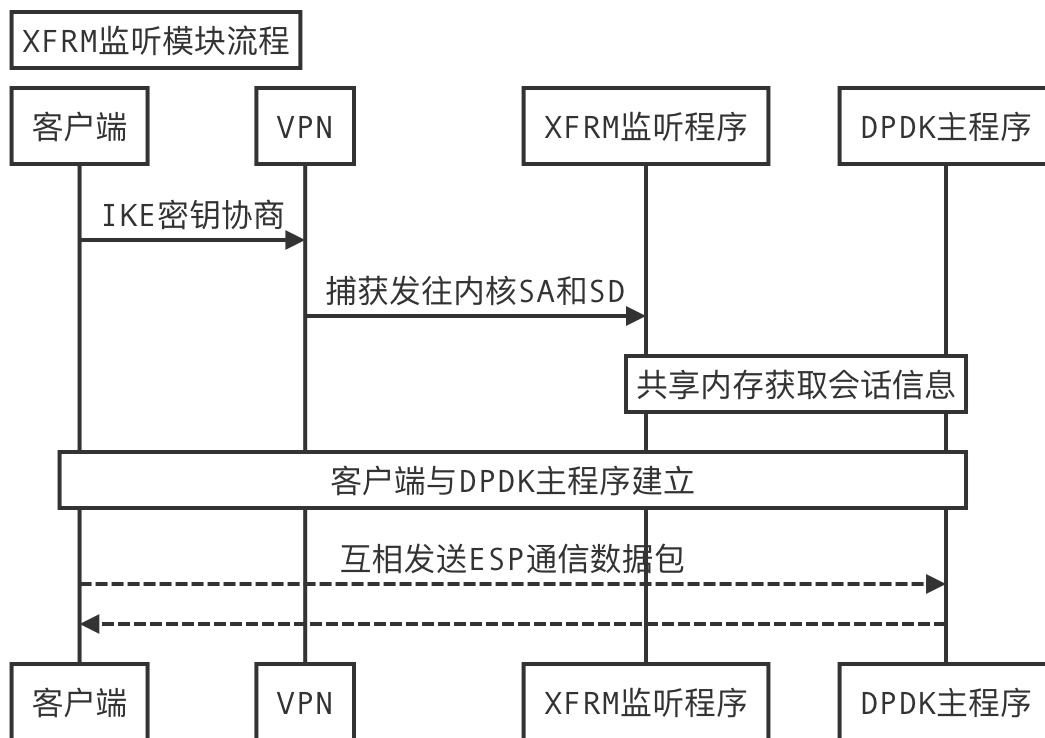 XFRM监听模块流程
客户端
VPN
XFRM监听程序
DPDK主程序
IKE密钥协商
捕获发往内核SA和SD
共享内存获取会话信息
客户端与DPDK主程序建立
互相发送ESP通信数据包
客户端
VPN
XFRM监听程序
DPDK主程序